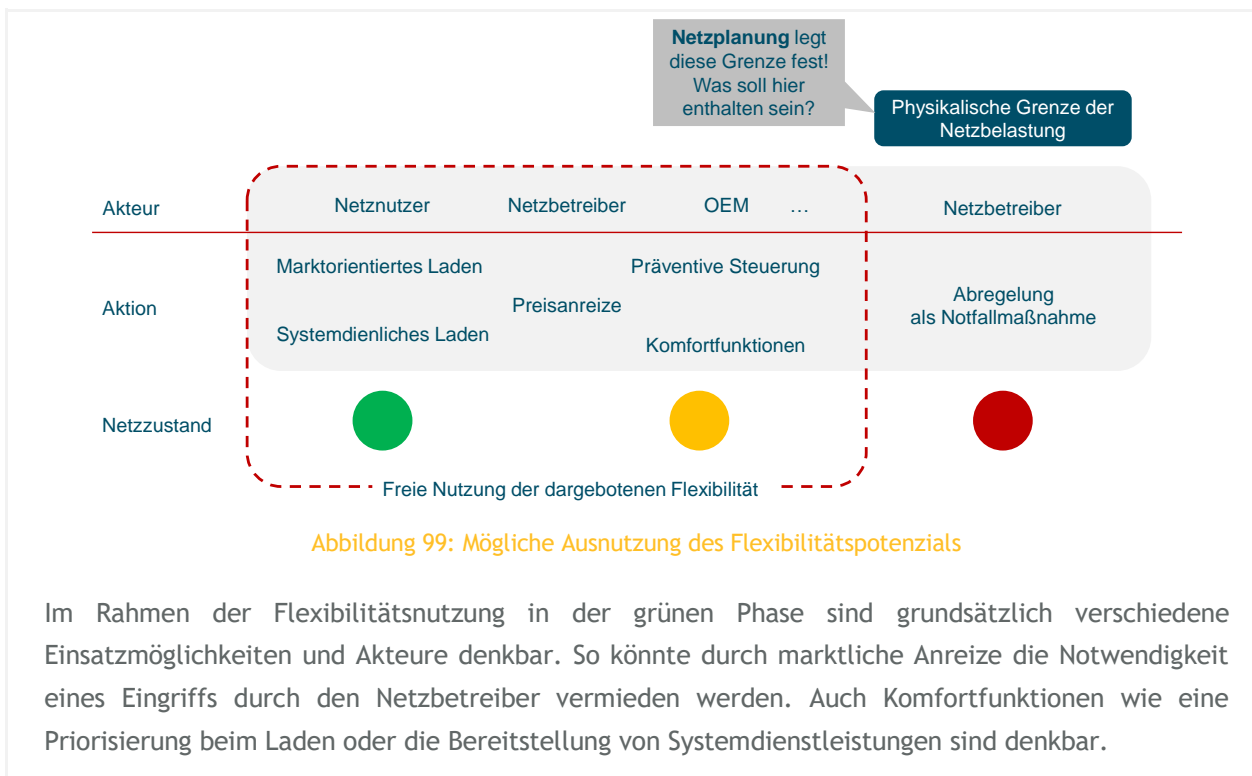 Netzplanung legt
diese Grenze fest!
Was soll hier
enthalten sein?
Physikalische Grenze der
Netzbelastung
Akteur
Netznutzer
Netzbetreiber
OEM
…
Netzbetreiber
Aktion
Marktorientiertes Laden
Systemdienliches Laden
Preisanreize
Präventive Steuerung
Komfortfunktionen
Abregelung
als Notfallmaßnahme
Netzzustand
Freie Nutzung der dargebotenen Flexibilität
Abbildung 99: Mögliche Ausnutzung des Flexibilitätspotenzials
Im Rahmen der Flexibilitätsnutzung in der grünen Phase sind grundsätzlich verschiedene
Einsatzmöglichkeiten und Akteure denkbar. So könnte durch marktliche Anreize die Notwendigkeit
eines Eingriffs durch den Netzbetreiber vermieden werden. Auch Komfortfunktionen wie eine
Priorisierung beim Laden oder die Bereitstellung von Systemdienstleistungen sind denkbar.